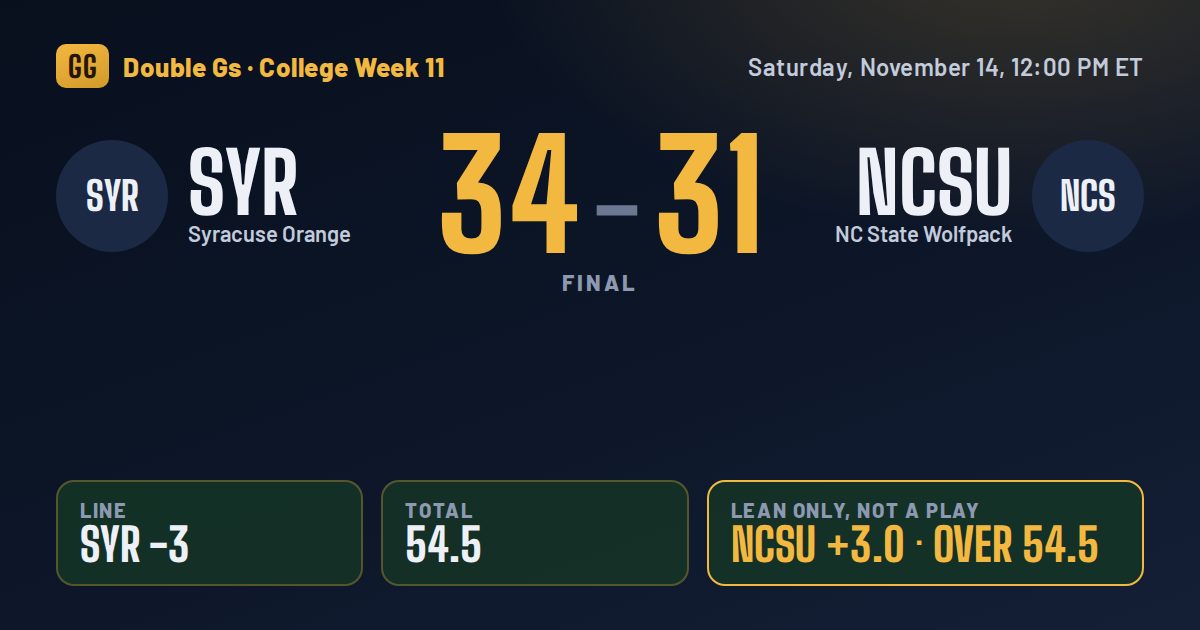 GG Double Gs · College Week 11
Saturday, November 14, 12:00 PM ET
SYR
SYR
Syracuse Orange
34 – 31
FINAL
NCSU
NC State Wolfpack
NCS
LINE
SYR −3
TOTAL
54.5
LEAN ONLY, NOT A PLAY
NCSU +3.0 · OVER 54.5